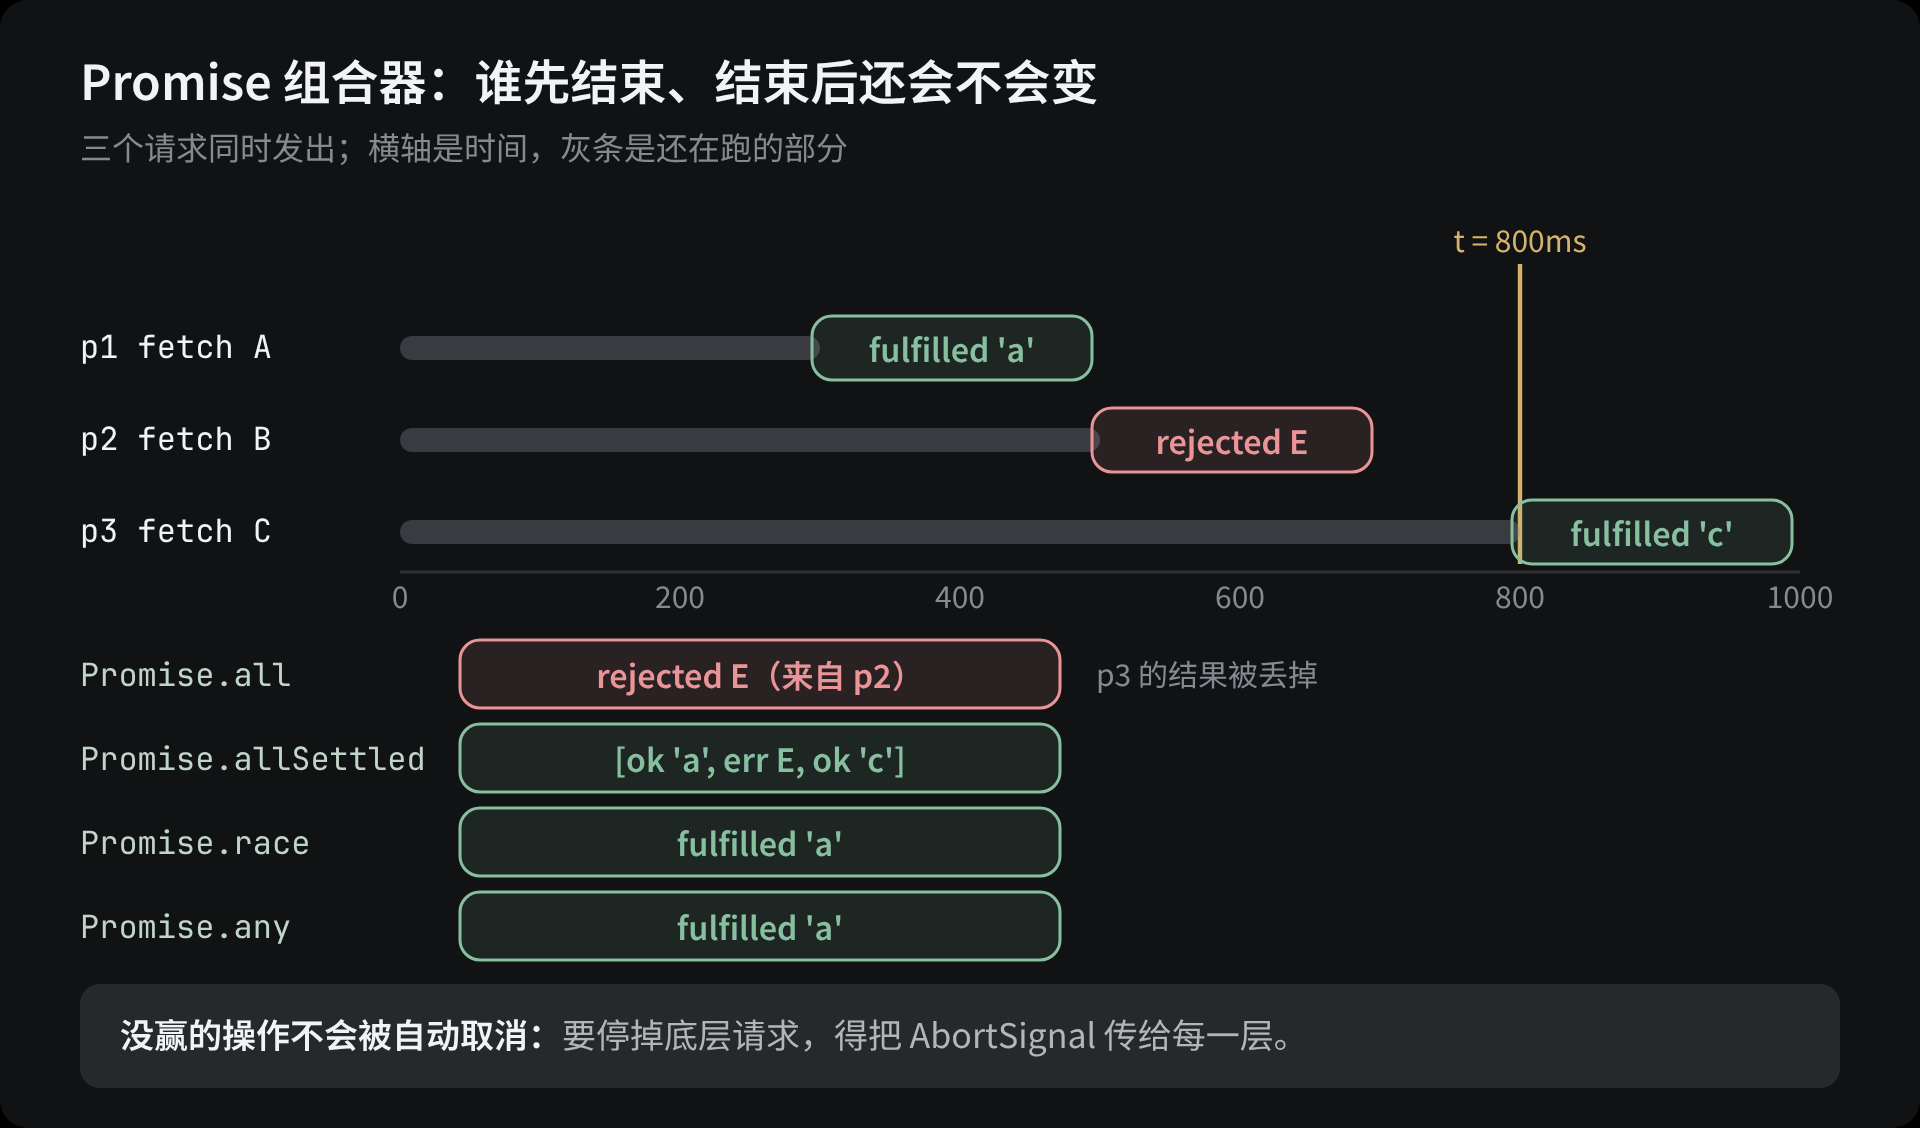 Promise 组合器：谁先结束、结束后还会不会变
三个请求同时发出；横轴是时间，灰条是还在跑的部分
t = 800ms
p1 fetch A
fulfilled 'a'
p2 fetch B
rejected E
p3 fetch C
fulfilled 'c'
0 200 400 600 800 1000
Promise.all
rejected E（来自 p2）
p3 的结果被丢掉
Promise.allSettled
[ok 'a', err E, ok 'c']
Promise.race
fulfilled 'a'
Promise.any
fulfilled 'a'
没赢的操作不会被自动取消：要停掉底层请求，得把 AbortSignal 传给每一层。